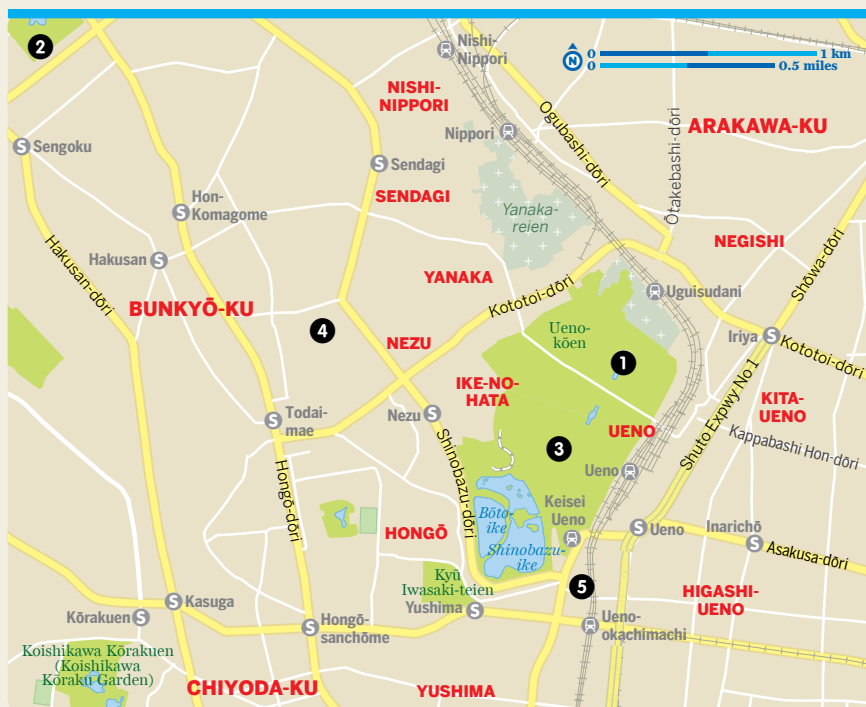 2
Nishi-
Nippori
N
0
1 km
0
0.5 miles
NISHI-
NIPPORI
Nippori
Ogubashi-dōri
ARAKAWA-KU
S Sengoku
S Sendagi
SENDAGI
Ōtakebashi-dōri
Yanaka-
reien
S
Hon-
Komagome
NEGISHI
Shōwa-dōri
Hakusan-dōri
Hakusan S
YANAKA
Kototoi-dōri
Uguisudani
BUNKYŌ-KU
4
NEZU
Ueno-
kōen
Iriya S
Kototoi-dōri
1
IKE-NO-
HATA
KITA-
UENO
S Todai-
mae
Nezu S
UENO
Shuto Expwy No 1
Kappabashi Hon-dōri
Shinobazu-dōri
3
Hongō-dōri
Ueno
Keisei
Ueno
Bōto-
ike
HONGŌ
S Ueno
Inarichō
S
Shinobazu-
ike
Asakusa-dōri
Kyū
Iwasaki-teien
5
HIGASHI-
UENO
S Kasuga
Yushima S
Kōrakuen S
S Hongō-
sanchōme
Ueno-
okachimachi
Koishikawa Kōrakuen
(Koishikawa
Kōraku Garden)
CHIYODA-KU
YUSHIMA